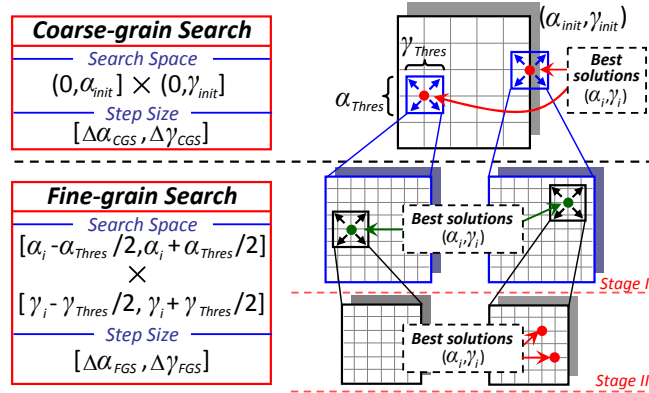 Coarse-grain Search
Search Space
(0,α_init] × (0,γ_init]
Step Size
[Δα_CGS, Δγ_CGS]
(α_init, γ_init)
γ_Thres
α_Thres
Best
solutions
(α_i,γ_i)
Fine-grain Search
Search Space
[α_i -α_Thres /2,α_i + α_Thres /2]
×
[γ_i - γ_Thres /2, γ_i + γ_Thres /2]
Step Size
[Δα_FGS, Δγ_FGS]
Best solutions
(α_i,γ_i)
Stage I
Best solutions
(α_i,γ_i)
Stage II